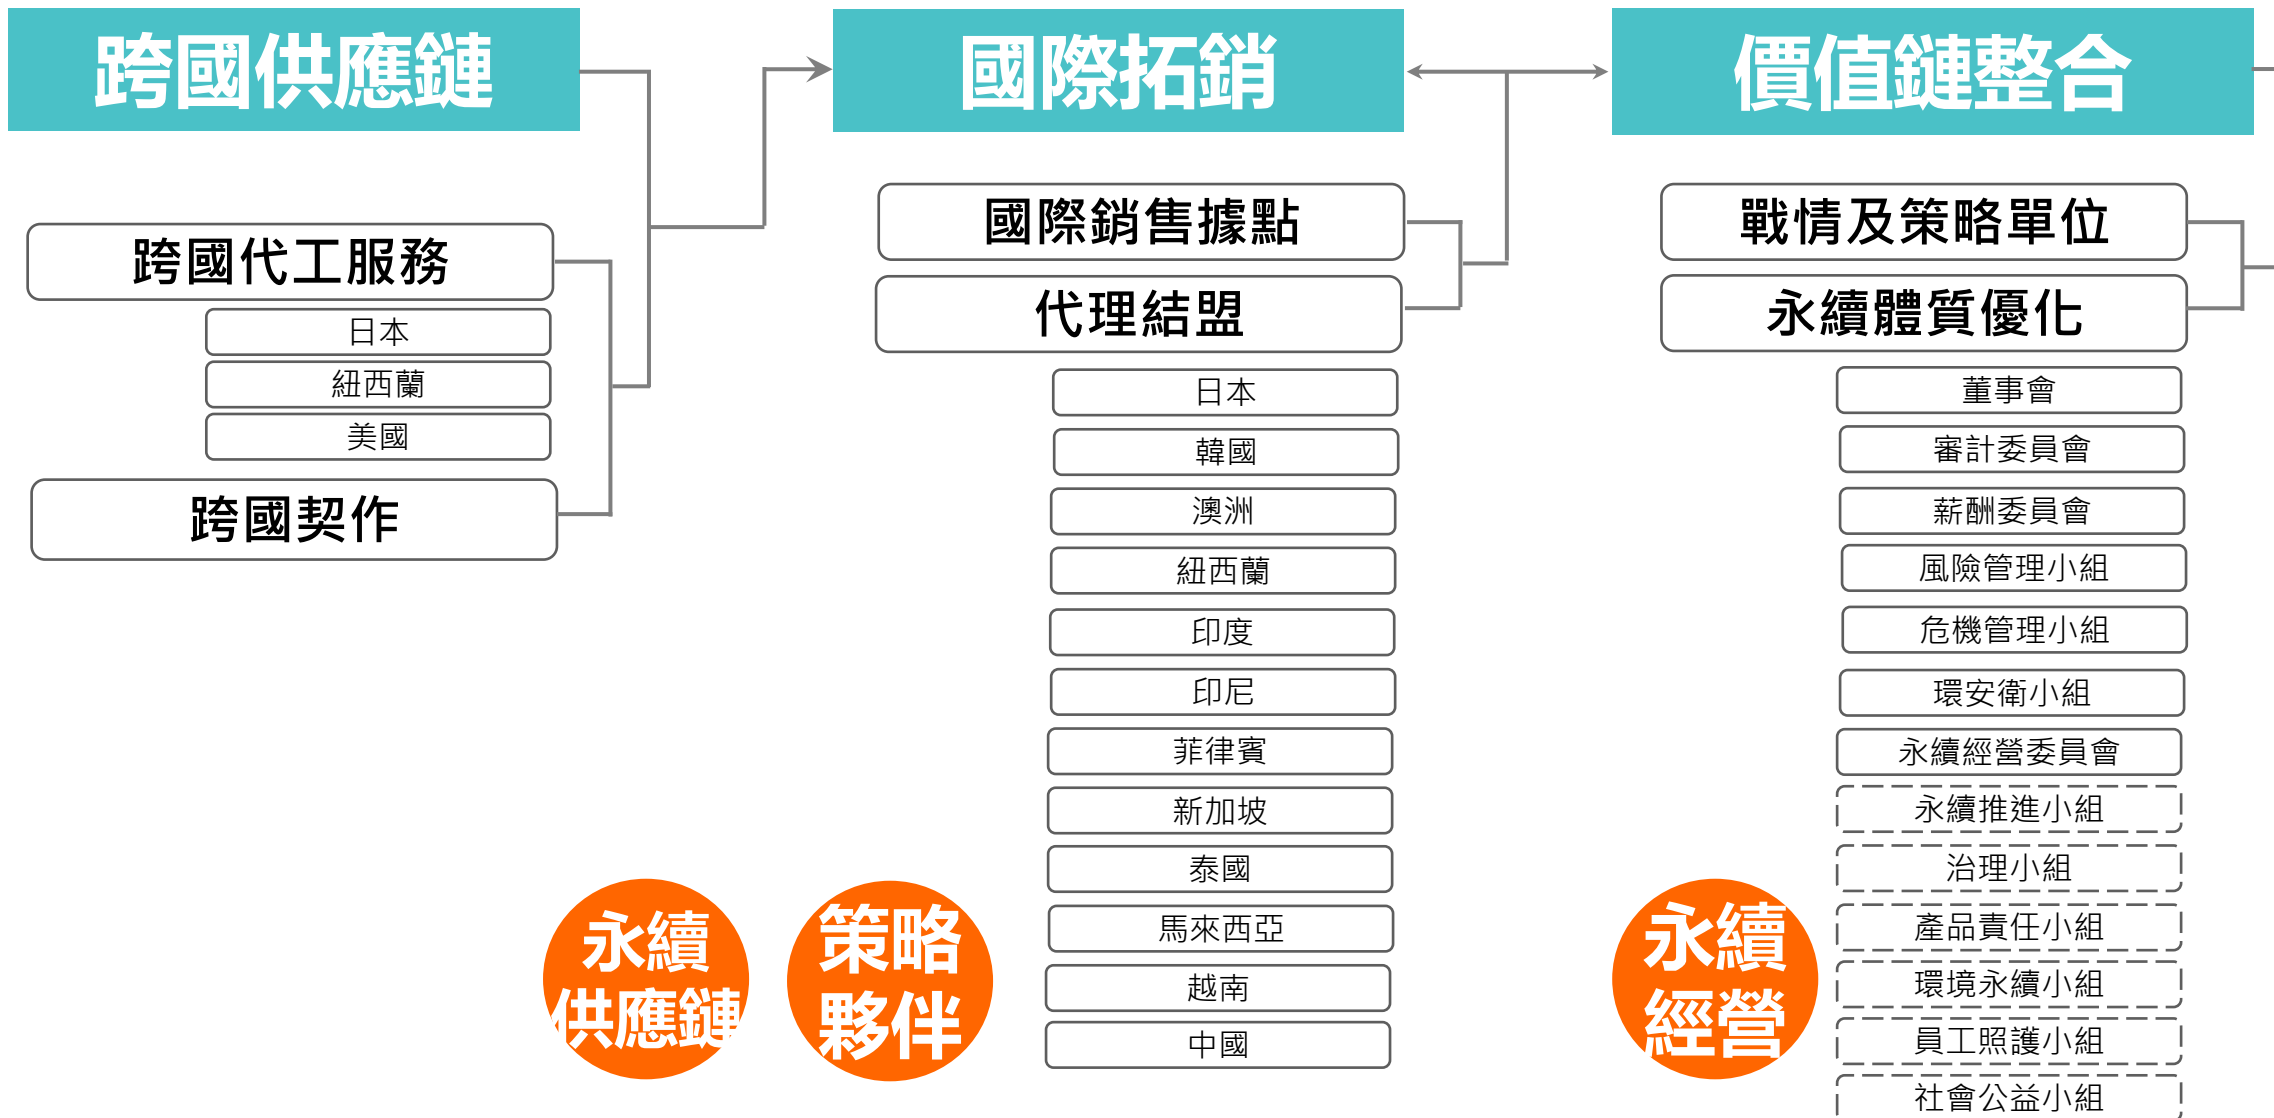 跨國供應鏈
跨國代工服務
日本
紐西蘭
美國
跨國契作
永續
供應鏈
國際拓銷
國際銷售據點
代理結盟
日本
韓國
澳洲
紐西蘭
印度
印尼
菲律賓
新加坡
泰國
馬來西亞
越南
中國
策略
夥伴
價值鏈整合
戰情及策略單位
永續體質優化
董事會
審計委員會
薪酬委員會
風險管理小組
危機管理小組
環安衛小組
永續經營委員會
永續推進小組
治理小組
產品責任小組
環境永續小組
員工照護小組
社會公益小組
永續
經營